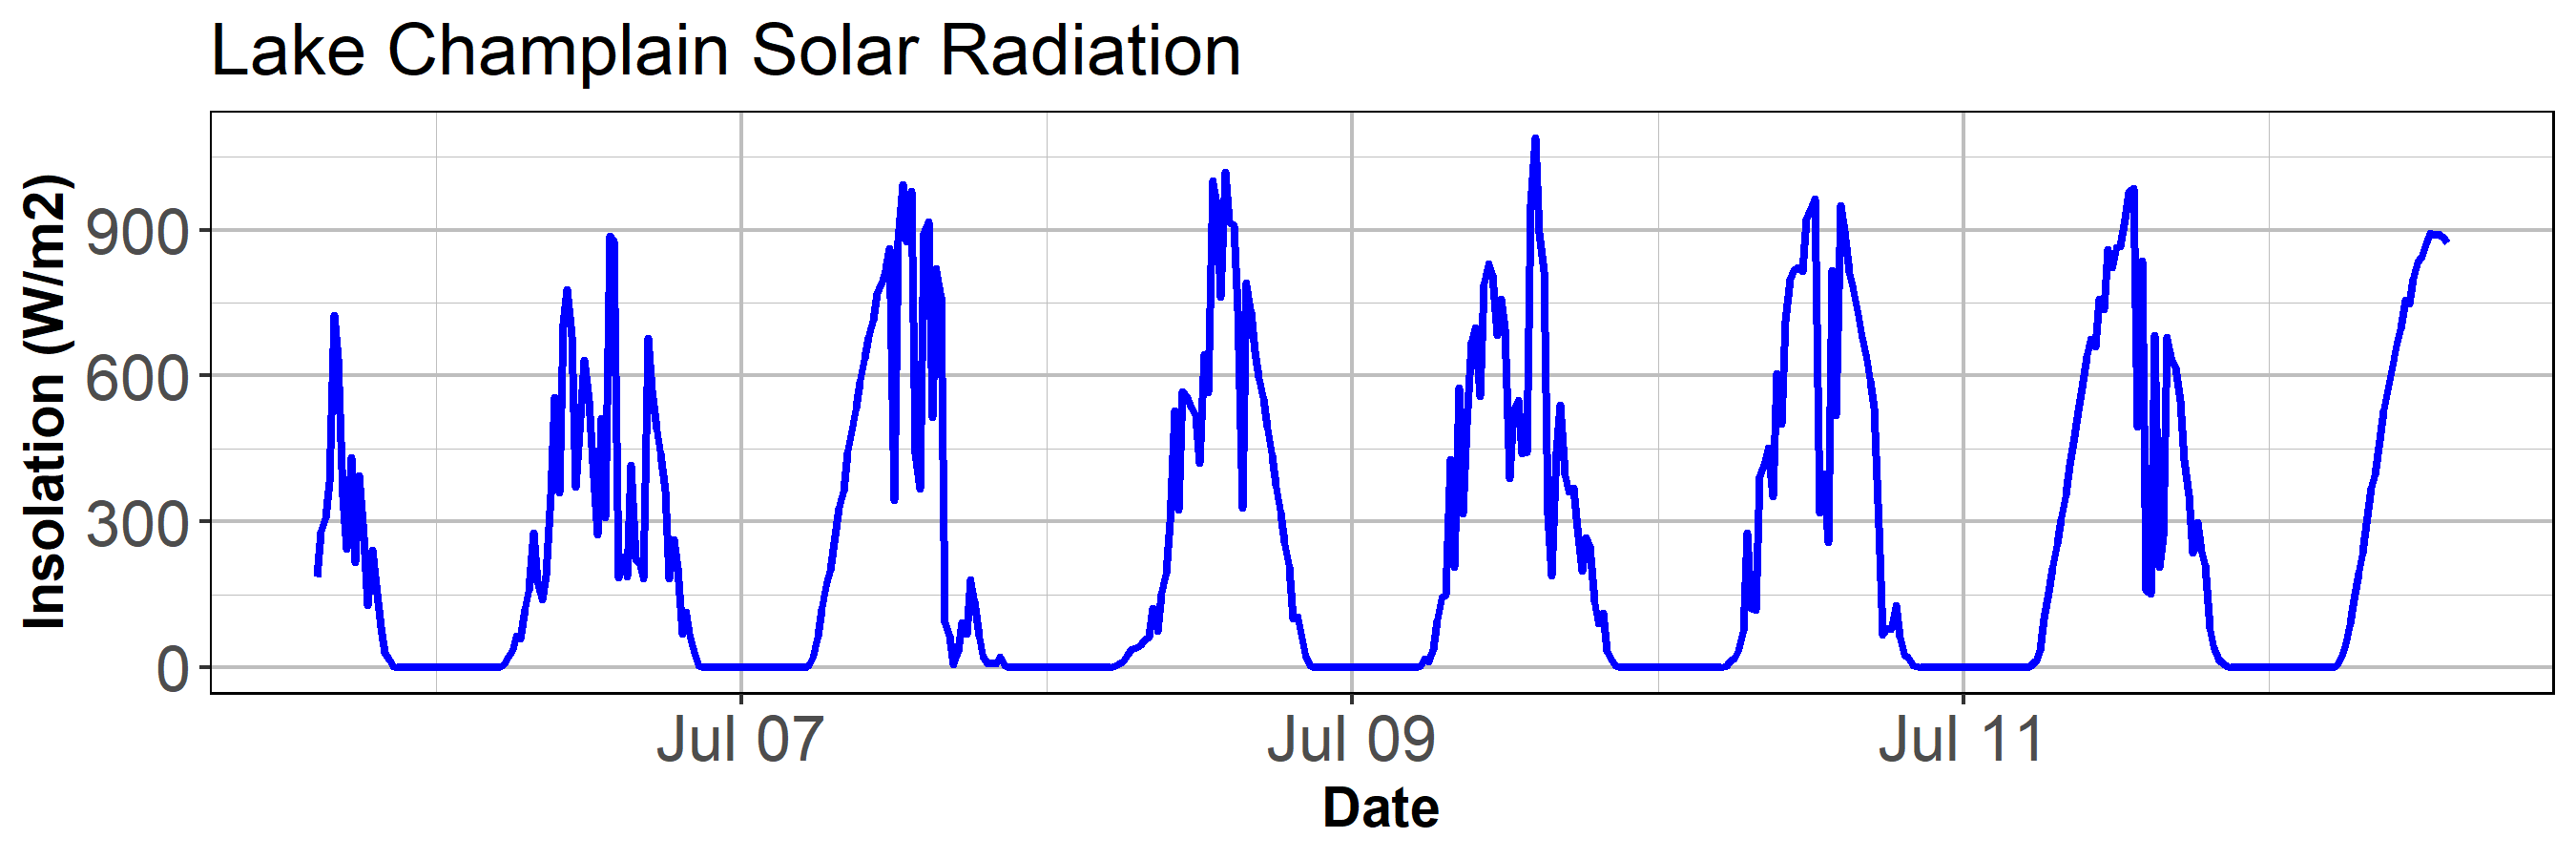 Lake Champlain Solar Radiation
Insolation (W/m2)
900
600
300
0
Jul 07
Jul 09
Jul 11
Date